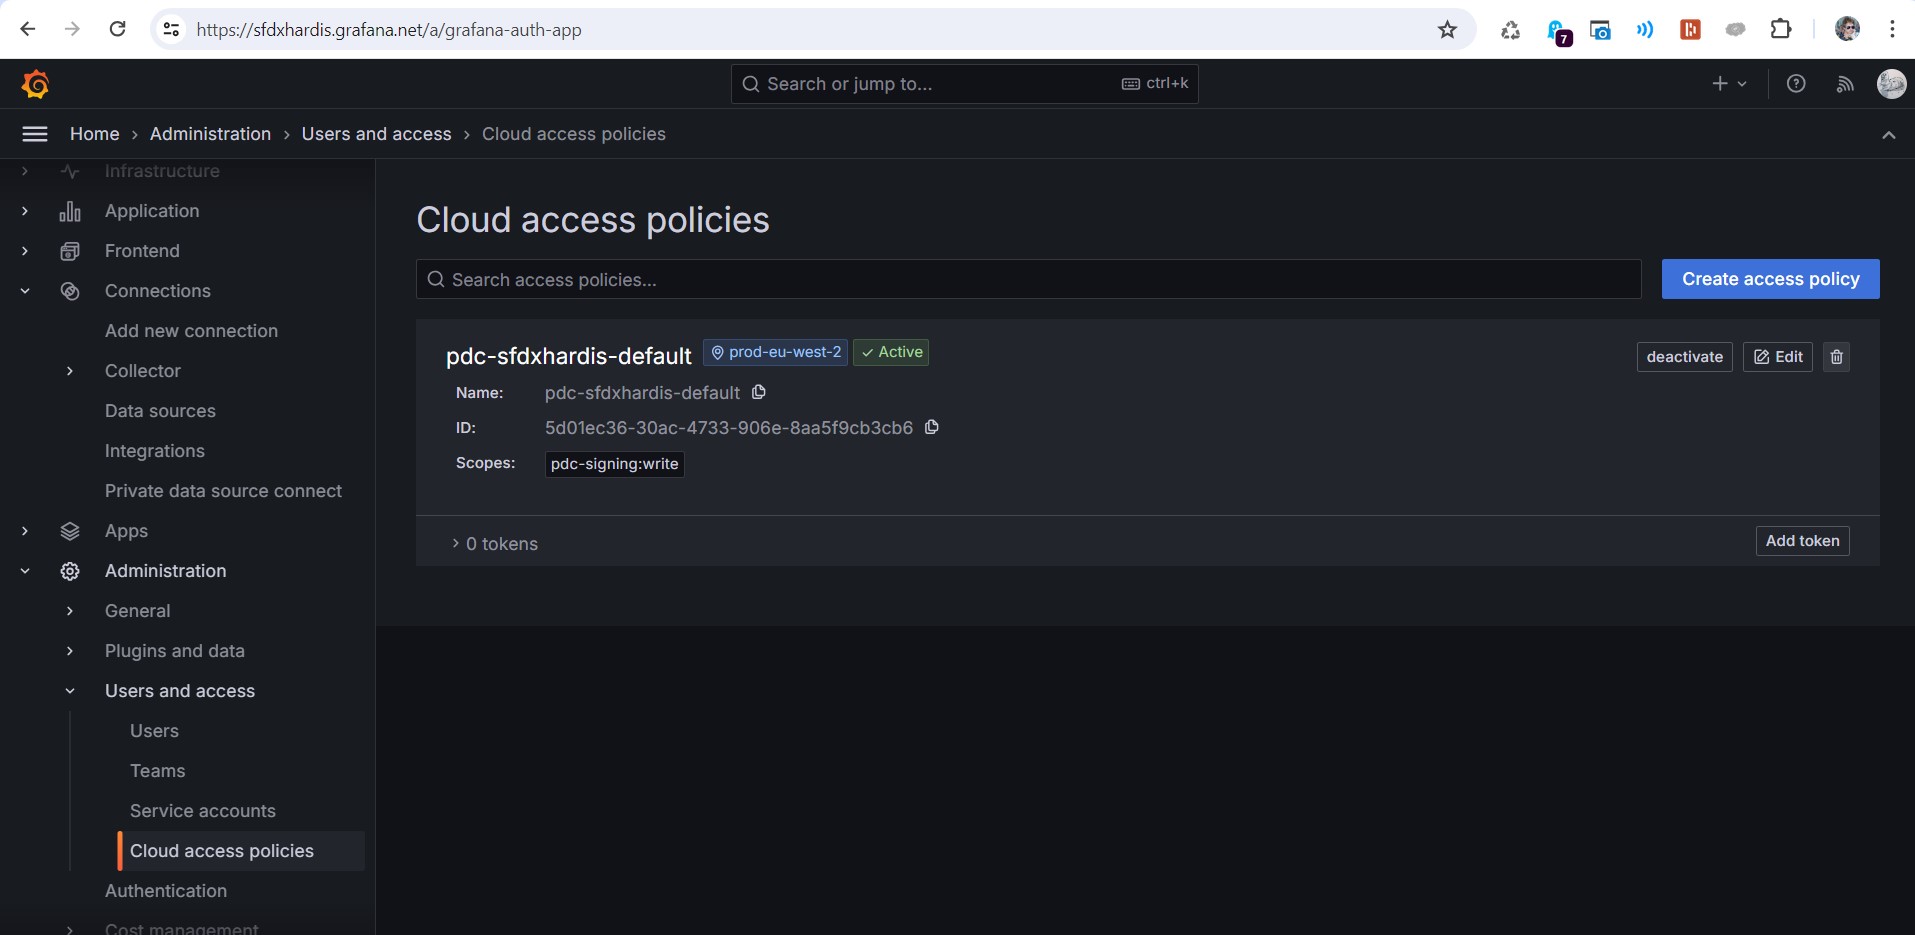 https://sfdxhardis.grafana.net/a/grafana-auth-app
7
Search or jump to...
ctrl+k
Home
Administration
Users and access
Cloud access policies
Infrastructure
Application
Frontend
Connections
Add new connection
Collector
Data sources
Integrations
Private data source connect
Apps
Administration
General
Plugins and data
Users and access
Users
Teams
Service accounts
Cloud access policies
Authentication
Cost management
Cloud access policies
Search access policies...
Create access policy
pdc-sfdxhardis-default
prod-eu-west-2
Active
deactivate
Edit
Name:
pdc-sfdxhardis-default
ID:
5d01ec36-30ac-4733-906e-8aa5f9cb3cb6
Scopes:
pdc-signing:write
0 tokens
Add token